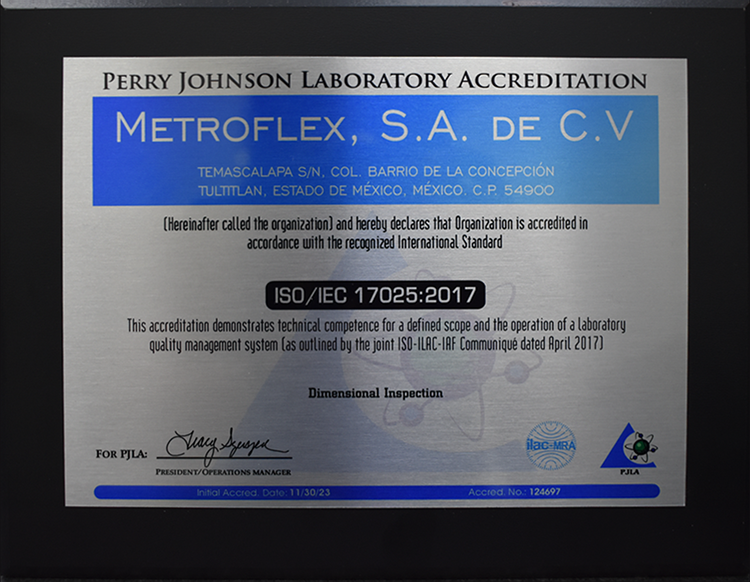 PERRY JOHNSON LABORATORY ACCREDITATION
METROFLEX, S.A. DE C.V
TEMASCALAPA S/N, COL. BARRIO DE LA CONCEPCIÓN
TULTITLAN, ESTADO DE MÉXICO, MÉXICO. C.P. 54900
(Hereinafter called the organization) and hereby declares that Organization is accredited in
accordance with the recognized International Standard
ISO/IEC 17025:2017
This accreditation demonstrates technical competence for a defined scope and the operation of a laboratory
quality management system (as outlined by the joint ISO-ILAC-IAF Communiqué dated April 2017)
Dimensional Inspection
FOR PJLA:
PRESIDENT/OPERATIONS MANAGER
ilac-MRA
PJLA
Initial Accred. Date: 11/30/23 Accred. No.: 124697